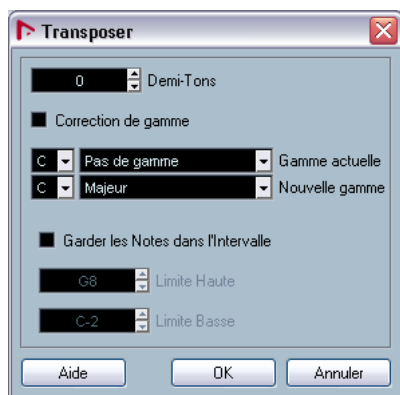 Transposer
0 Demi-Tons
Correction de gamme
C Pas de gamme Gamme actuelle
C Majeur Nouvelle gamme
Garder les Notes dans l'Intervalle
G8 Limite Haute
C-2 Limite Basse
Aide OK Annuler